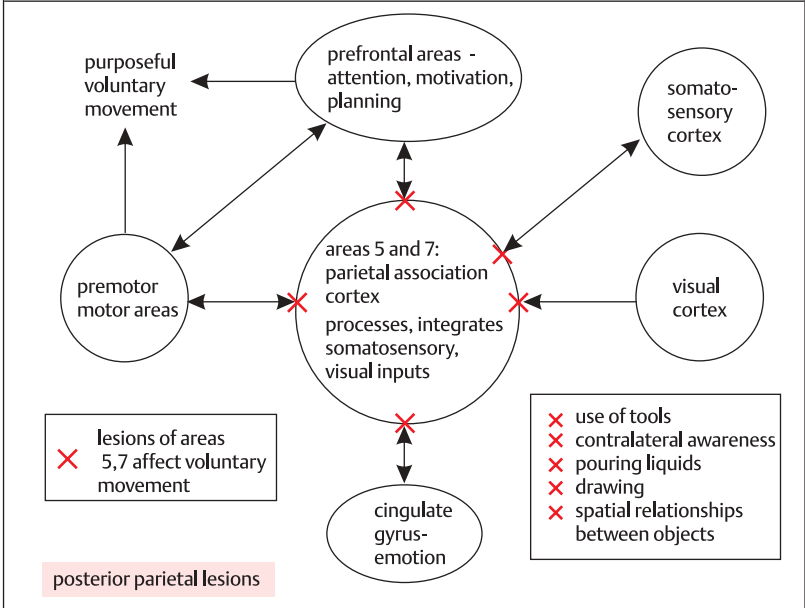 purposeful
voluntary
movement
prefrontal areas -
attention, motivation,
planning
somato-
sensory
cortex
premotor
motor areas
areas 5 and 7:
parietal association
cortex
processes, integrates
somatosensory,
visual inputs
visual
cortex
lesions of areas
5,7 affect voluntary
movement
cingulate
gyrus-
emotion
use of tools
contralateral awareness
pouring liquids
drawing
spatial relationships
between objects
posterior parietal lesions